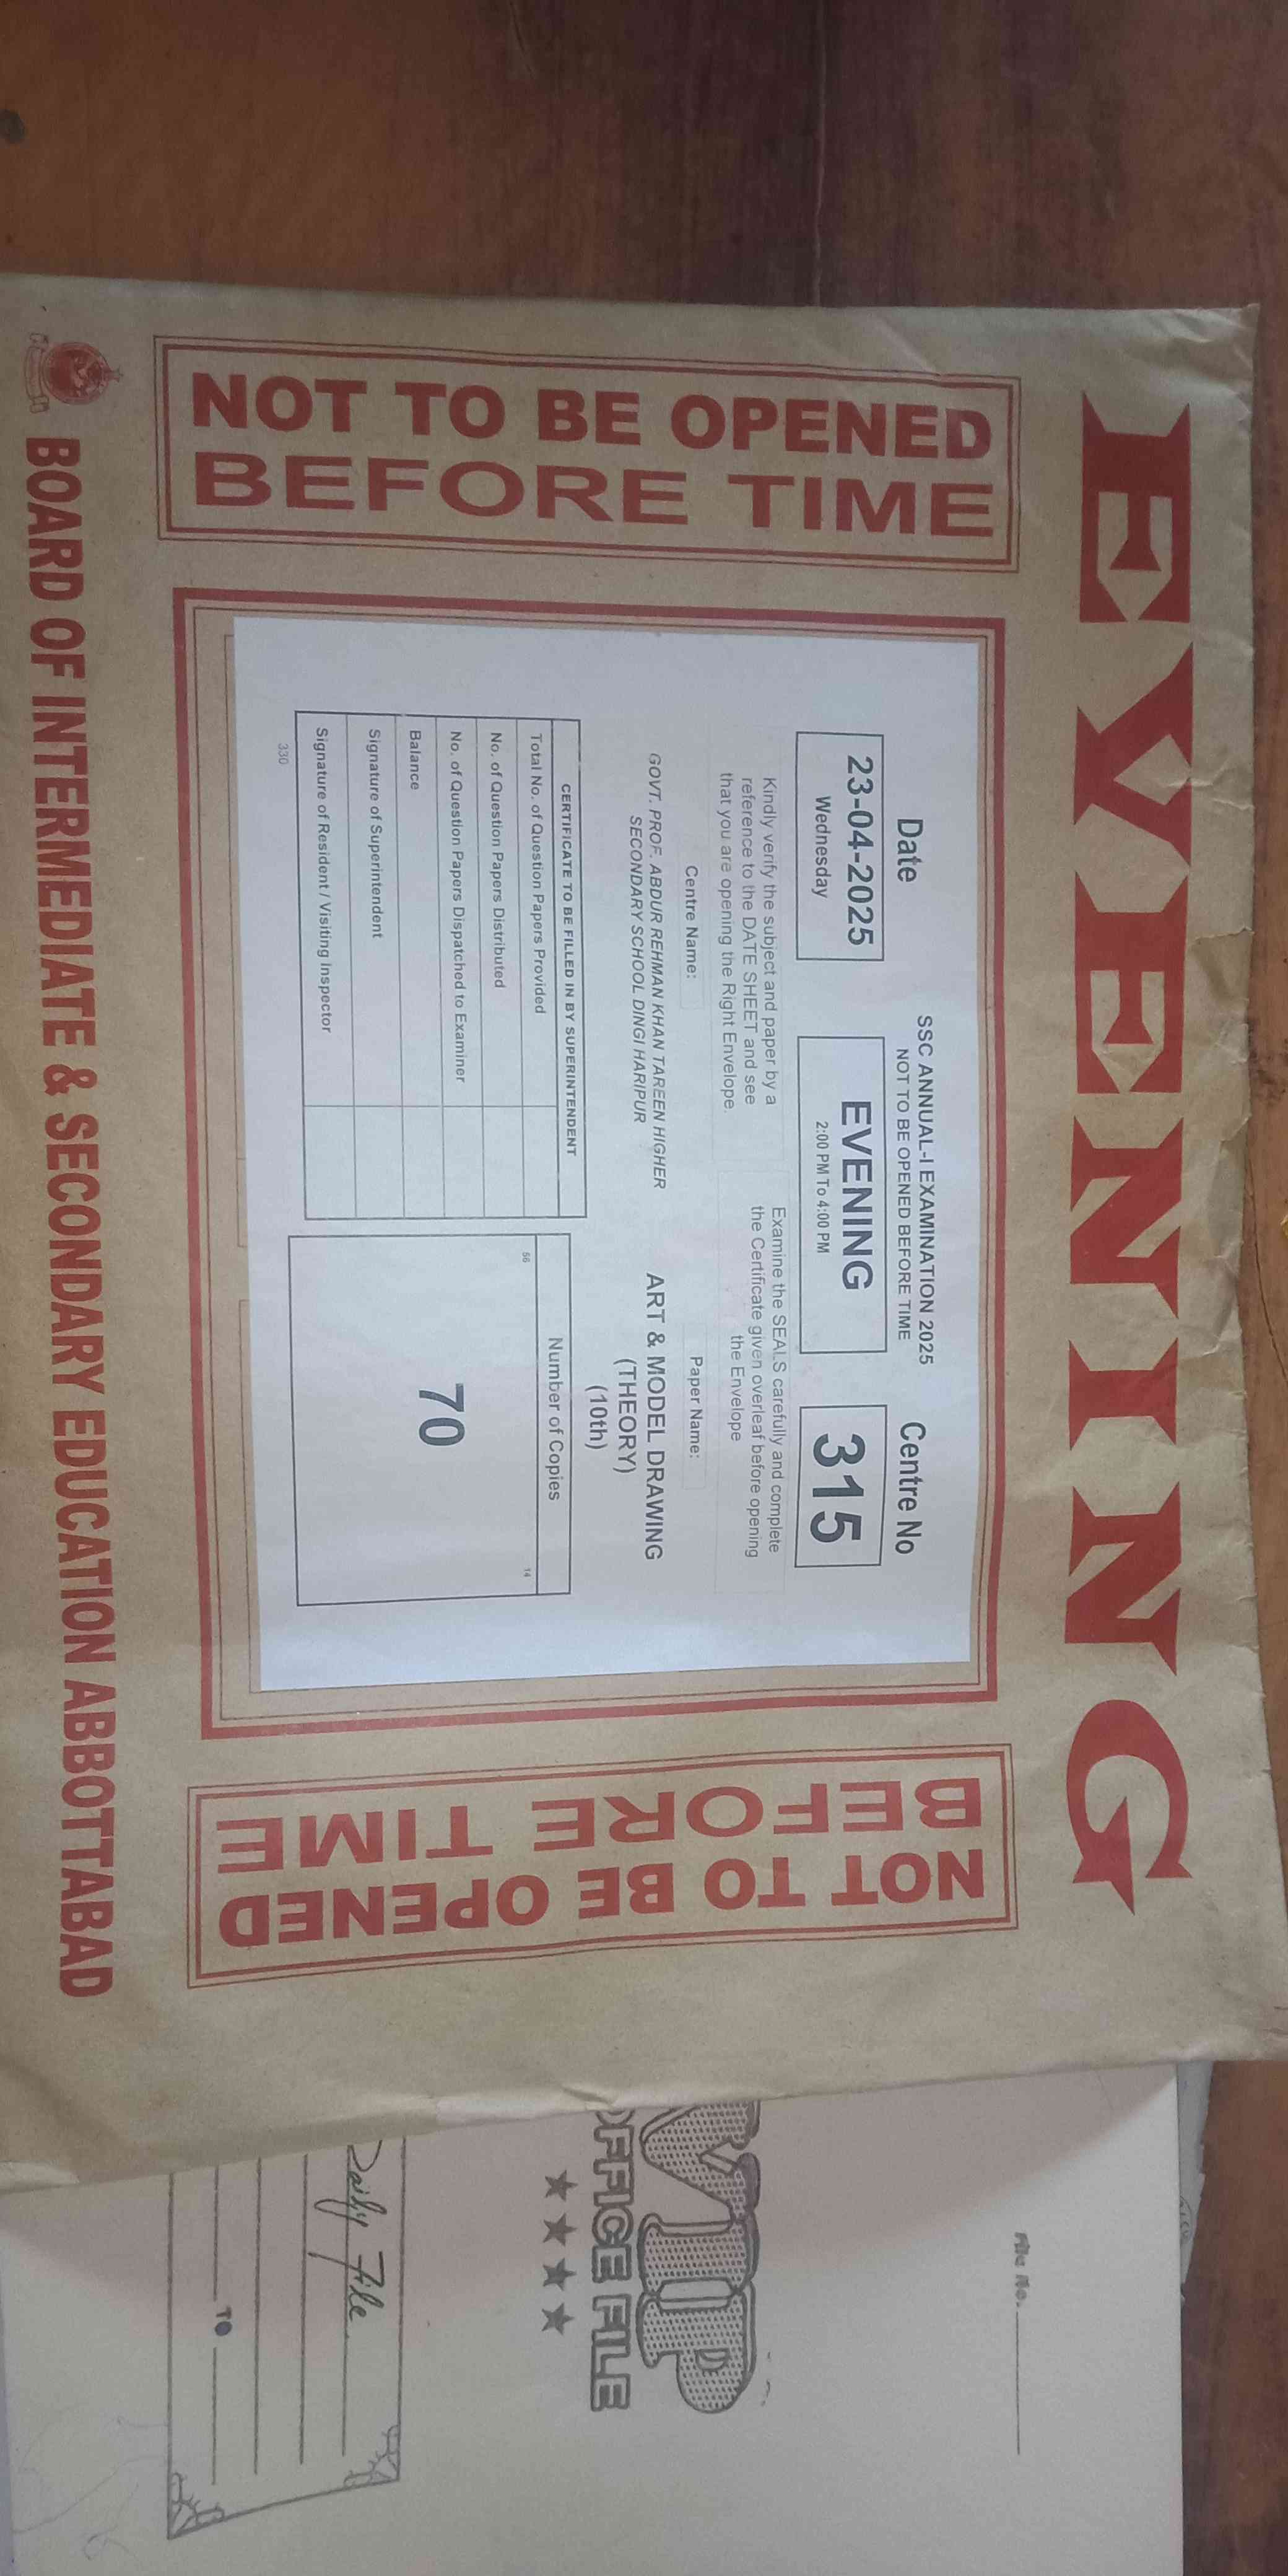 EVENING
NOT TO BE OPENED
BEFORE TIME
Date
23-04-2025
Wednesday
SSC ANNUAL-I EXAMINATION 2025
NOT TO BE OPENED BEFORE TIME
EVENING
2:00 PM To 4:00 PM
Centre No
315
Kindly verify the subject and paper by a
reference to the DATE SHEET and see
that you are opening the Right Envelope.
Examine the SEALS carefully and complete
the Certificate given overleaf before opening
the Envelope
Centre Name:
GOVT. PROF. ABDUR REHMAN KHAN TAREEN HIGHER
SECONDARY SCHOOL DINGI HARIPUR
Paper Name:
ART & MODEL DRAWING
(THEORY)
(10th)
CERTIFICATE TO BE FILLED IN BY SUPERINTENDENT
Total No. of Question Papers Provided
No. of Question Papers Distributed
No. of Question Papers Dispatched to Examiner
Balance
Signature of Superintendent
Signature of Resident / Visiting Inspector
330
Number of Copies
56
14
70
NOT TO BE OPENED
BEFORE TIME
BOARD OF INTERMEDIATE & SECONDARY EDUCATION ABBOTTABAD
File No.
VIP
OFFICE FILE
Daily File
TO